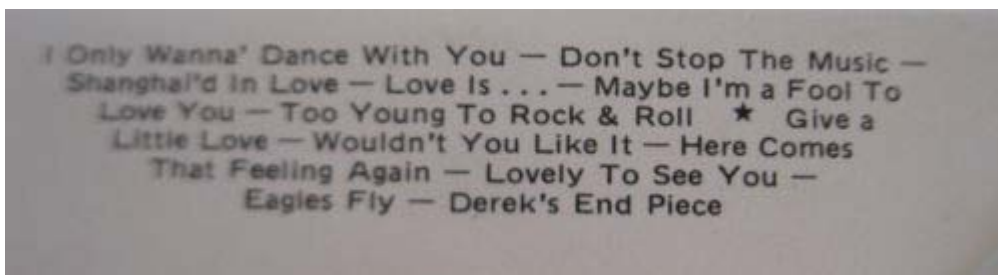 I Only Wanna' Dance With You — Don't Stop The Music —
Shanghai'd In Love — Love Is . . . — Maybe I'm a Fool To
Love You — Too Young To Rock & Roll ★ Give a
Little Love — Wouldn't You Like It — Here Comes
That Feeling Again — Lovely To See You —
Eagles Fly — Derek's End Piece